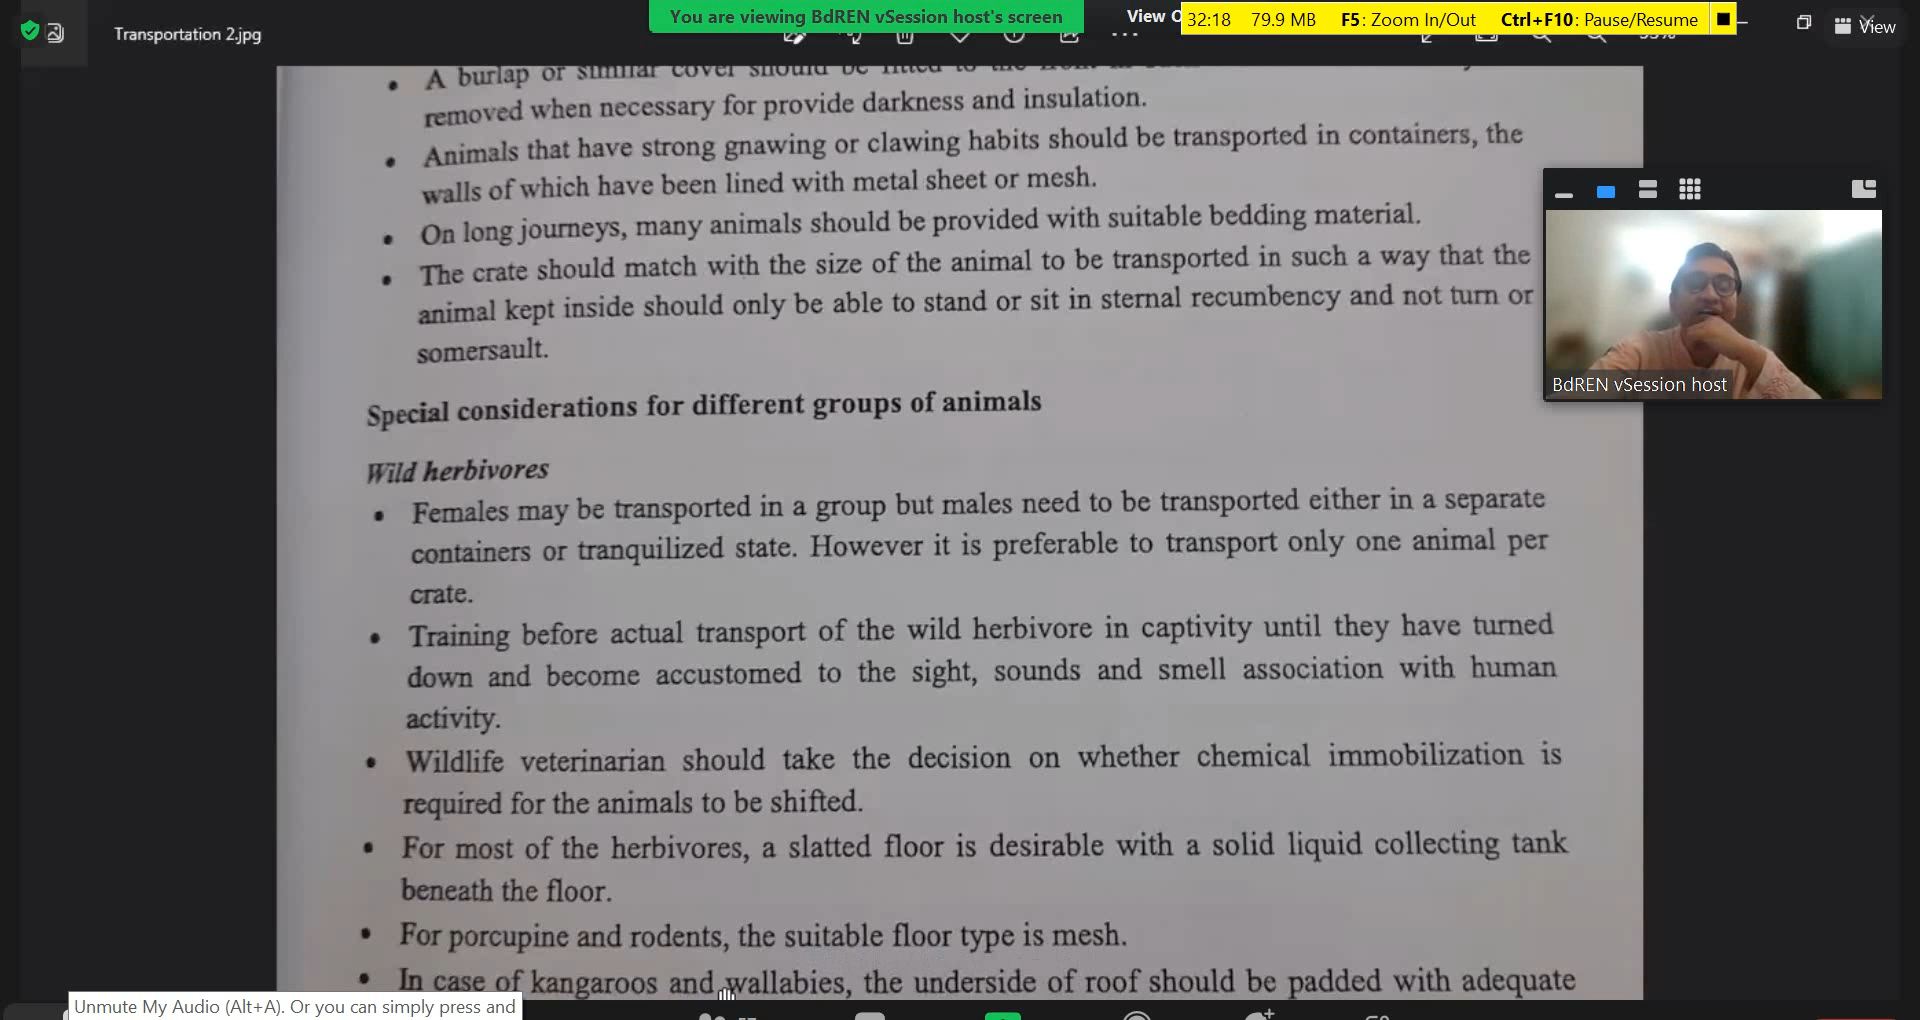 You are viewing BdREN vSession host's screen
View O
32:18 79.9 MB F5: Zoom In/Out Ctrl+F10: Pause/Resume
View
Transportation 2.jpg
A burlap or similar cover should be fitted to the front
removed when necessary for provide darkness and insulation.
Animals that have strong gnawing or clawing habits should be transported in containers, the
walls of which have been lined with metal sheet or mesh.
On long journeys, many animals should be provided with suitable bedding material.
The crate should match with the size of the animal to be transported in such a way that the
animal kept inside should only be able to stand or sit in sternal recumbency and not turn or
somersault.
BdREN vSession host
Special considerations for different groups of animals
Wild herbivores
Females may be transported in a group but males need to be transported either in a separate
containers or tranquilized state. However it is preferable to transport only one animal per
crate.
Training before actual transport of the wild herbivore in captivity until they have turned
down and become accustomed to the sight, sounds and smell association with human
activity.
Wildlife veterinarian should take the decision on whether chemical immobilization is
required for the animals to be shifted.
For most of the herbivores, a slatted floor is desirable with a solid liquid collecting tank
beneath the floor.
For porcupine and rodents, the suitable floor type is mesh.
In case of kangaroos and wallabies, the underside of roof should be padded with adequate
Unmute My Audio (Alt+A). Or you can simply press and